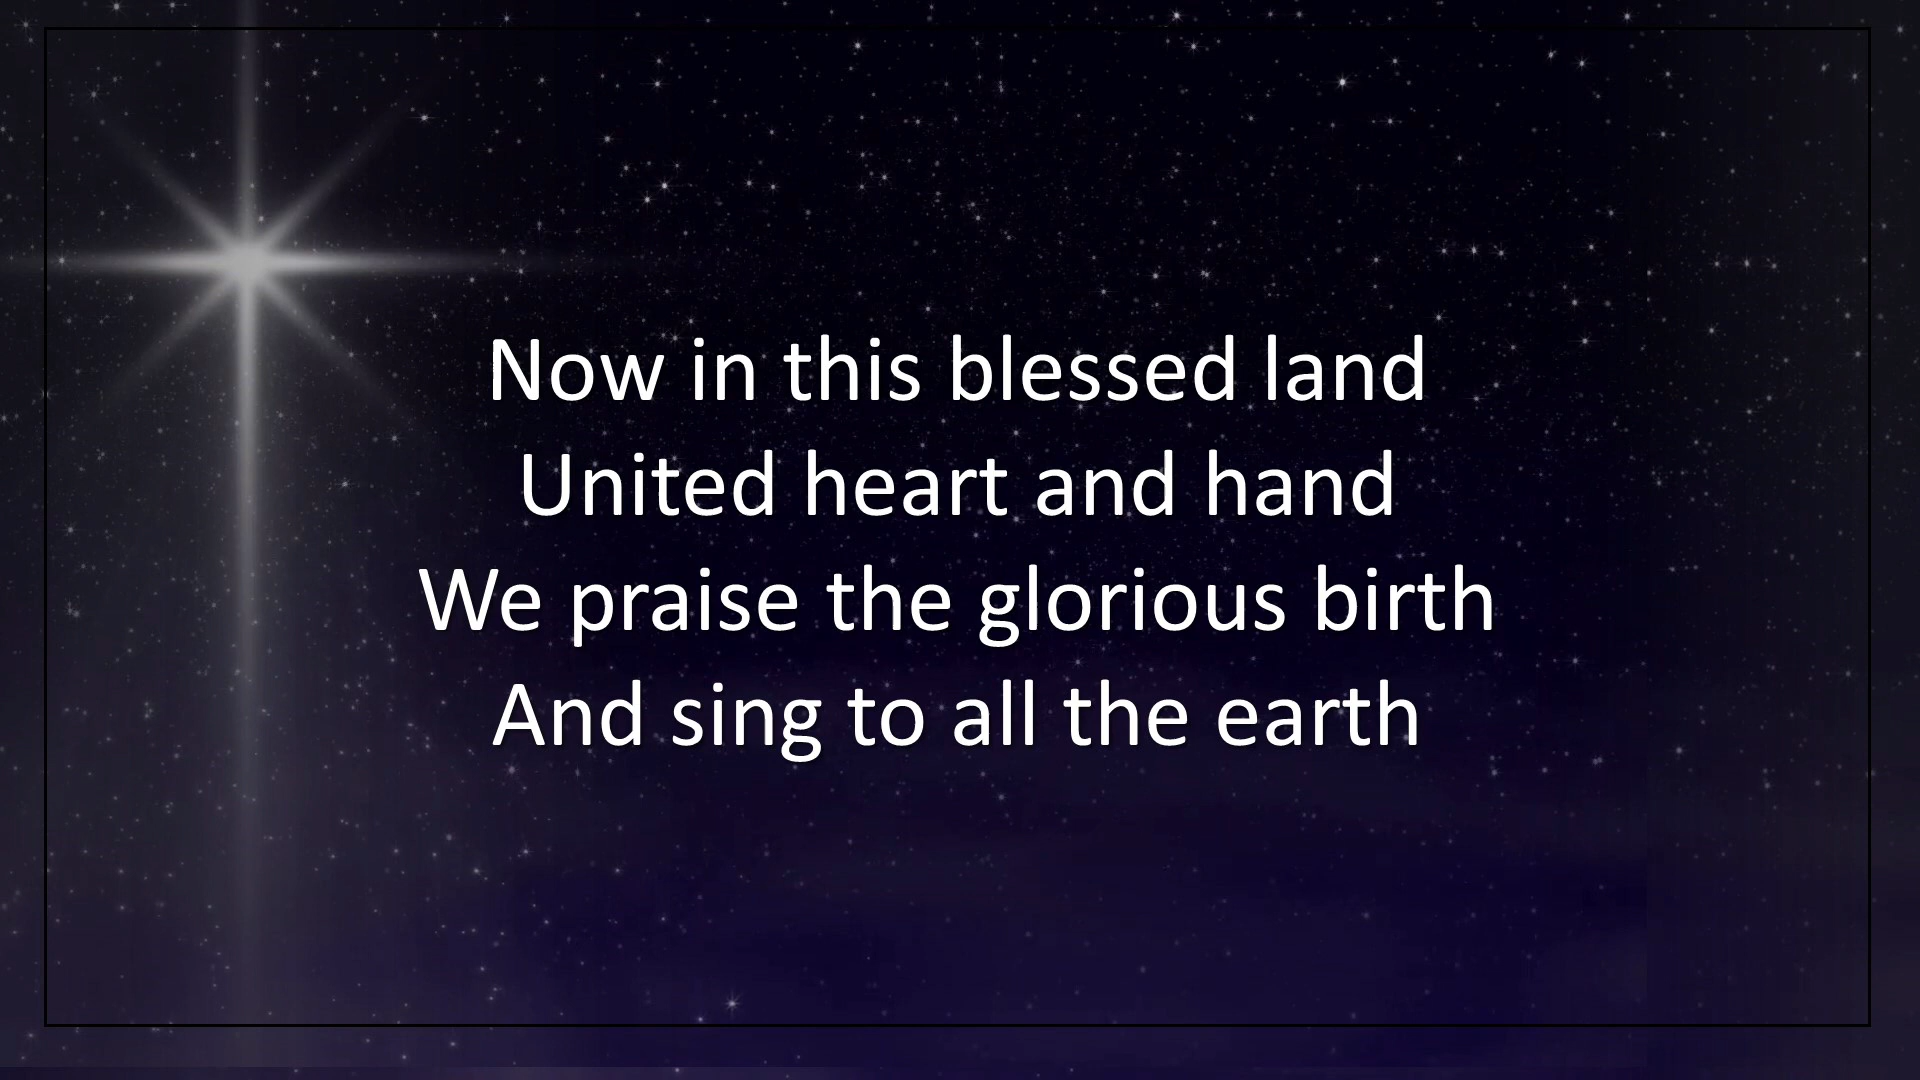 Now in this blessed land
United heart and hand
We praise the glorious birth
And sing to all the earth